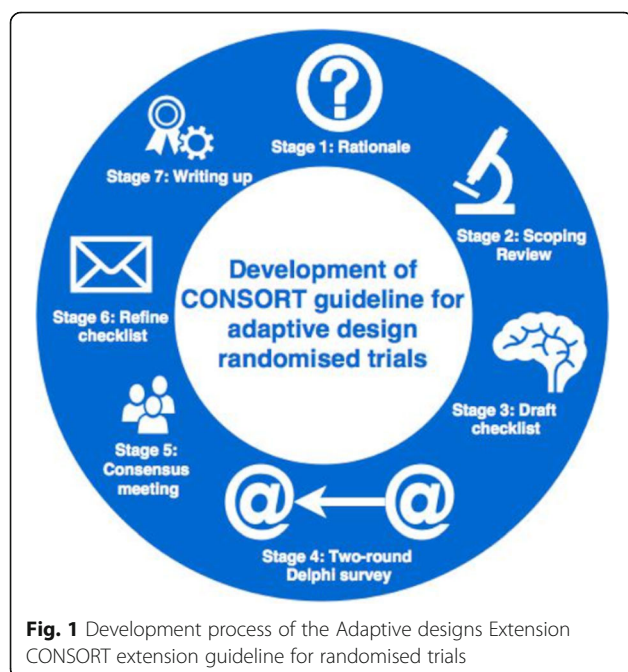 Stage 1: Rationale
Stage 2: Scoping
Review
Stage 3: Draft
checklist
@
@
Stage 4: Two-round
Delphi survey
Stage 5:
Consensus
meeting
Stage 6: Refine
checklist
Stage 7: Writing up
Development of
CONSORT guideline for
adaptive design
randomised trials
Fig. 1 Development process of the Adaptive designs Extension
CONSORT extension guideline for randomised trials